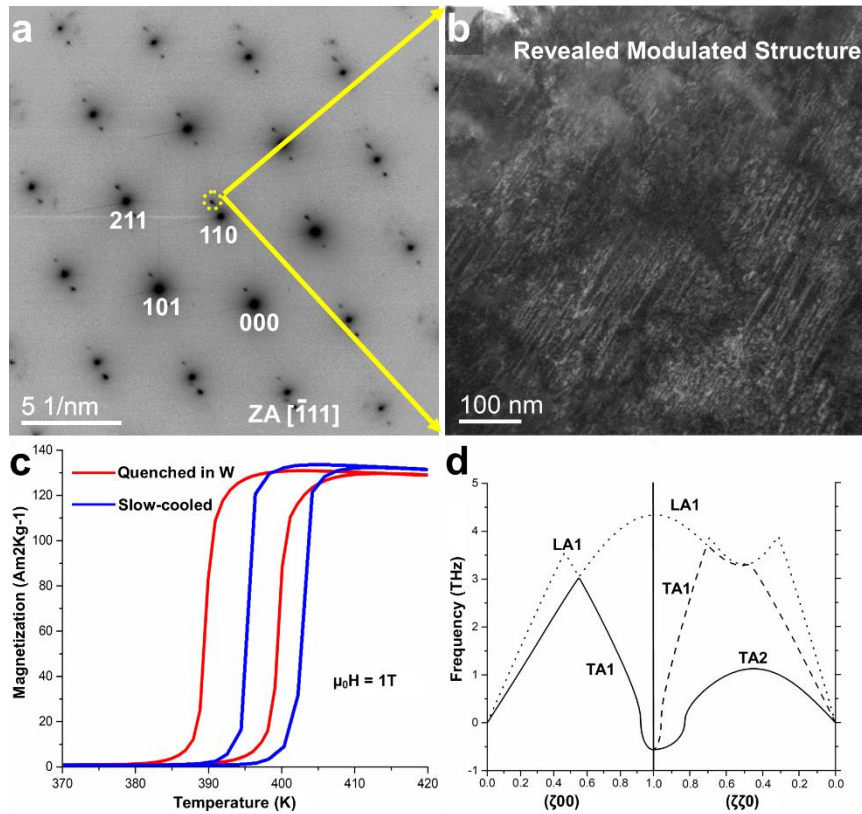 a
211
110
101
000
5 1/nm
ZA [1̄11]
b
Revealed Modulated Structure
100 nm
c
Magnetization (Am2Kg-1)
140
120
100
80
60
40
20
0
Quenched in W
Slow-cooled
μ₀H = 1T
370 380 390 400 410 420
Temperature (K)
d
Frequency (THz)
5
4
3
2
1
0
-1
LA1
LA1
TA1
TA1
TA2
0.0 0.2 0.4 0.6 0.8 1.0 0.8 0.6 0.4 0.2 0.0
(ζ00) (ζζ0)